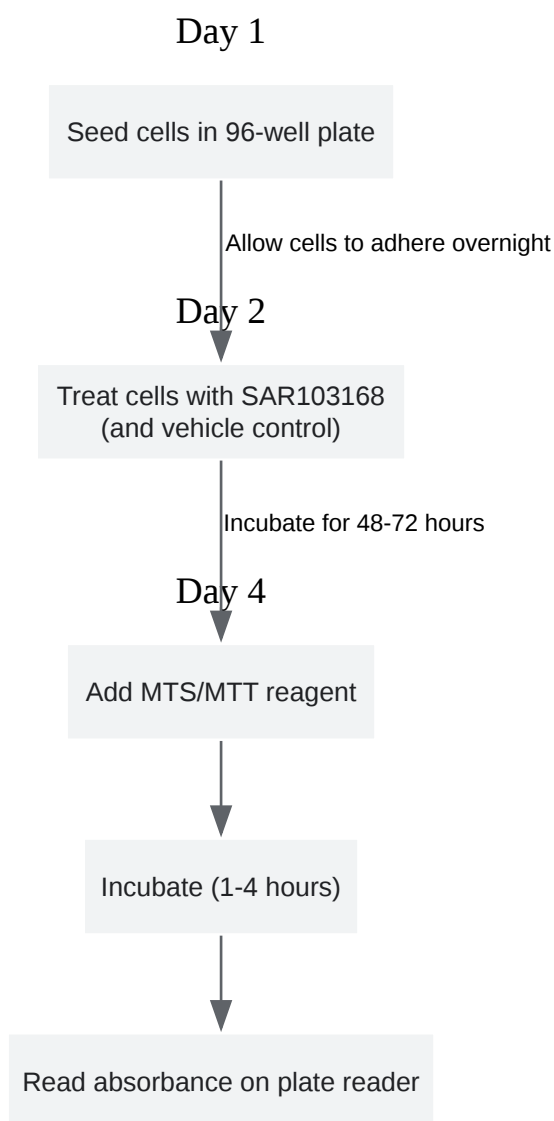 Day 1
Seed cells in 96-well plate
Allow cells to adhere overnight
Day 2
Treat cells with SAR103168
(and vehicle control)
Incubate for 48-72 hours
Day 4
Add MTS/MTT reagent
Incubate (1-4 hours)
Read absorbance on plate reader